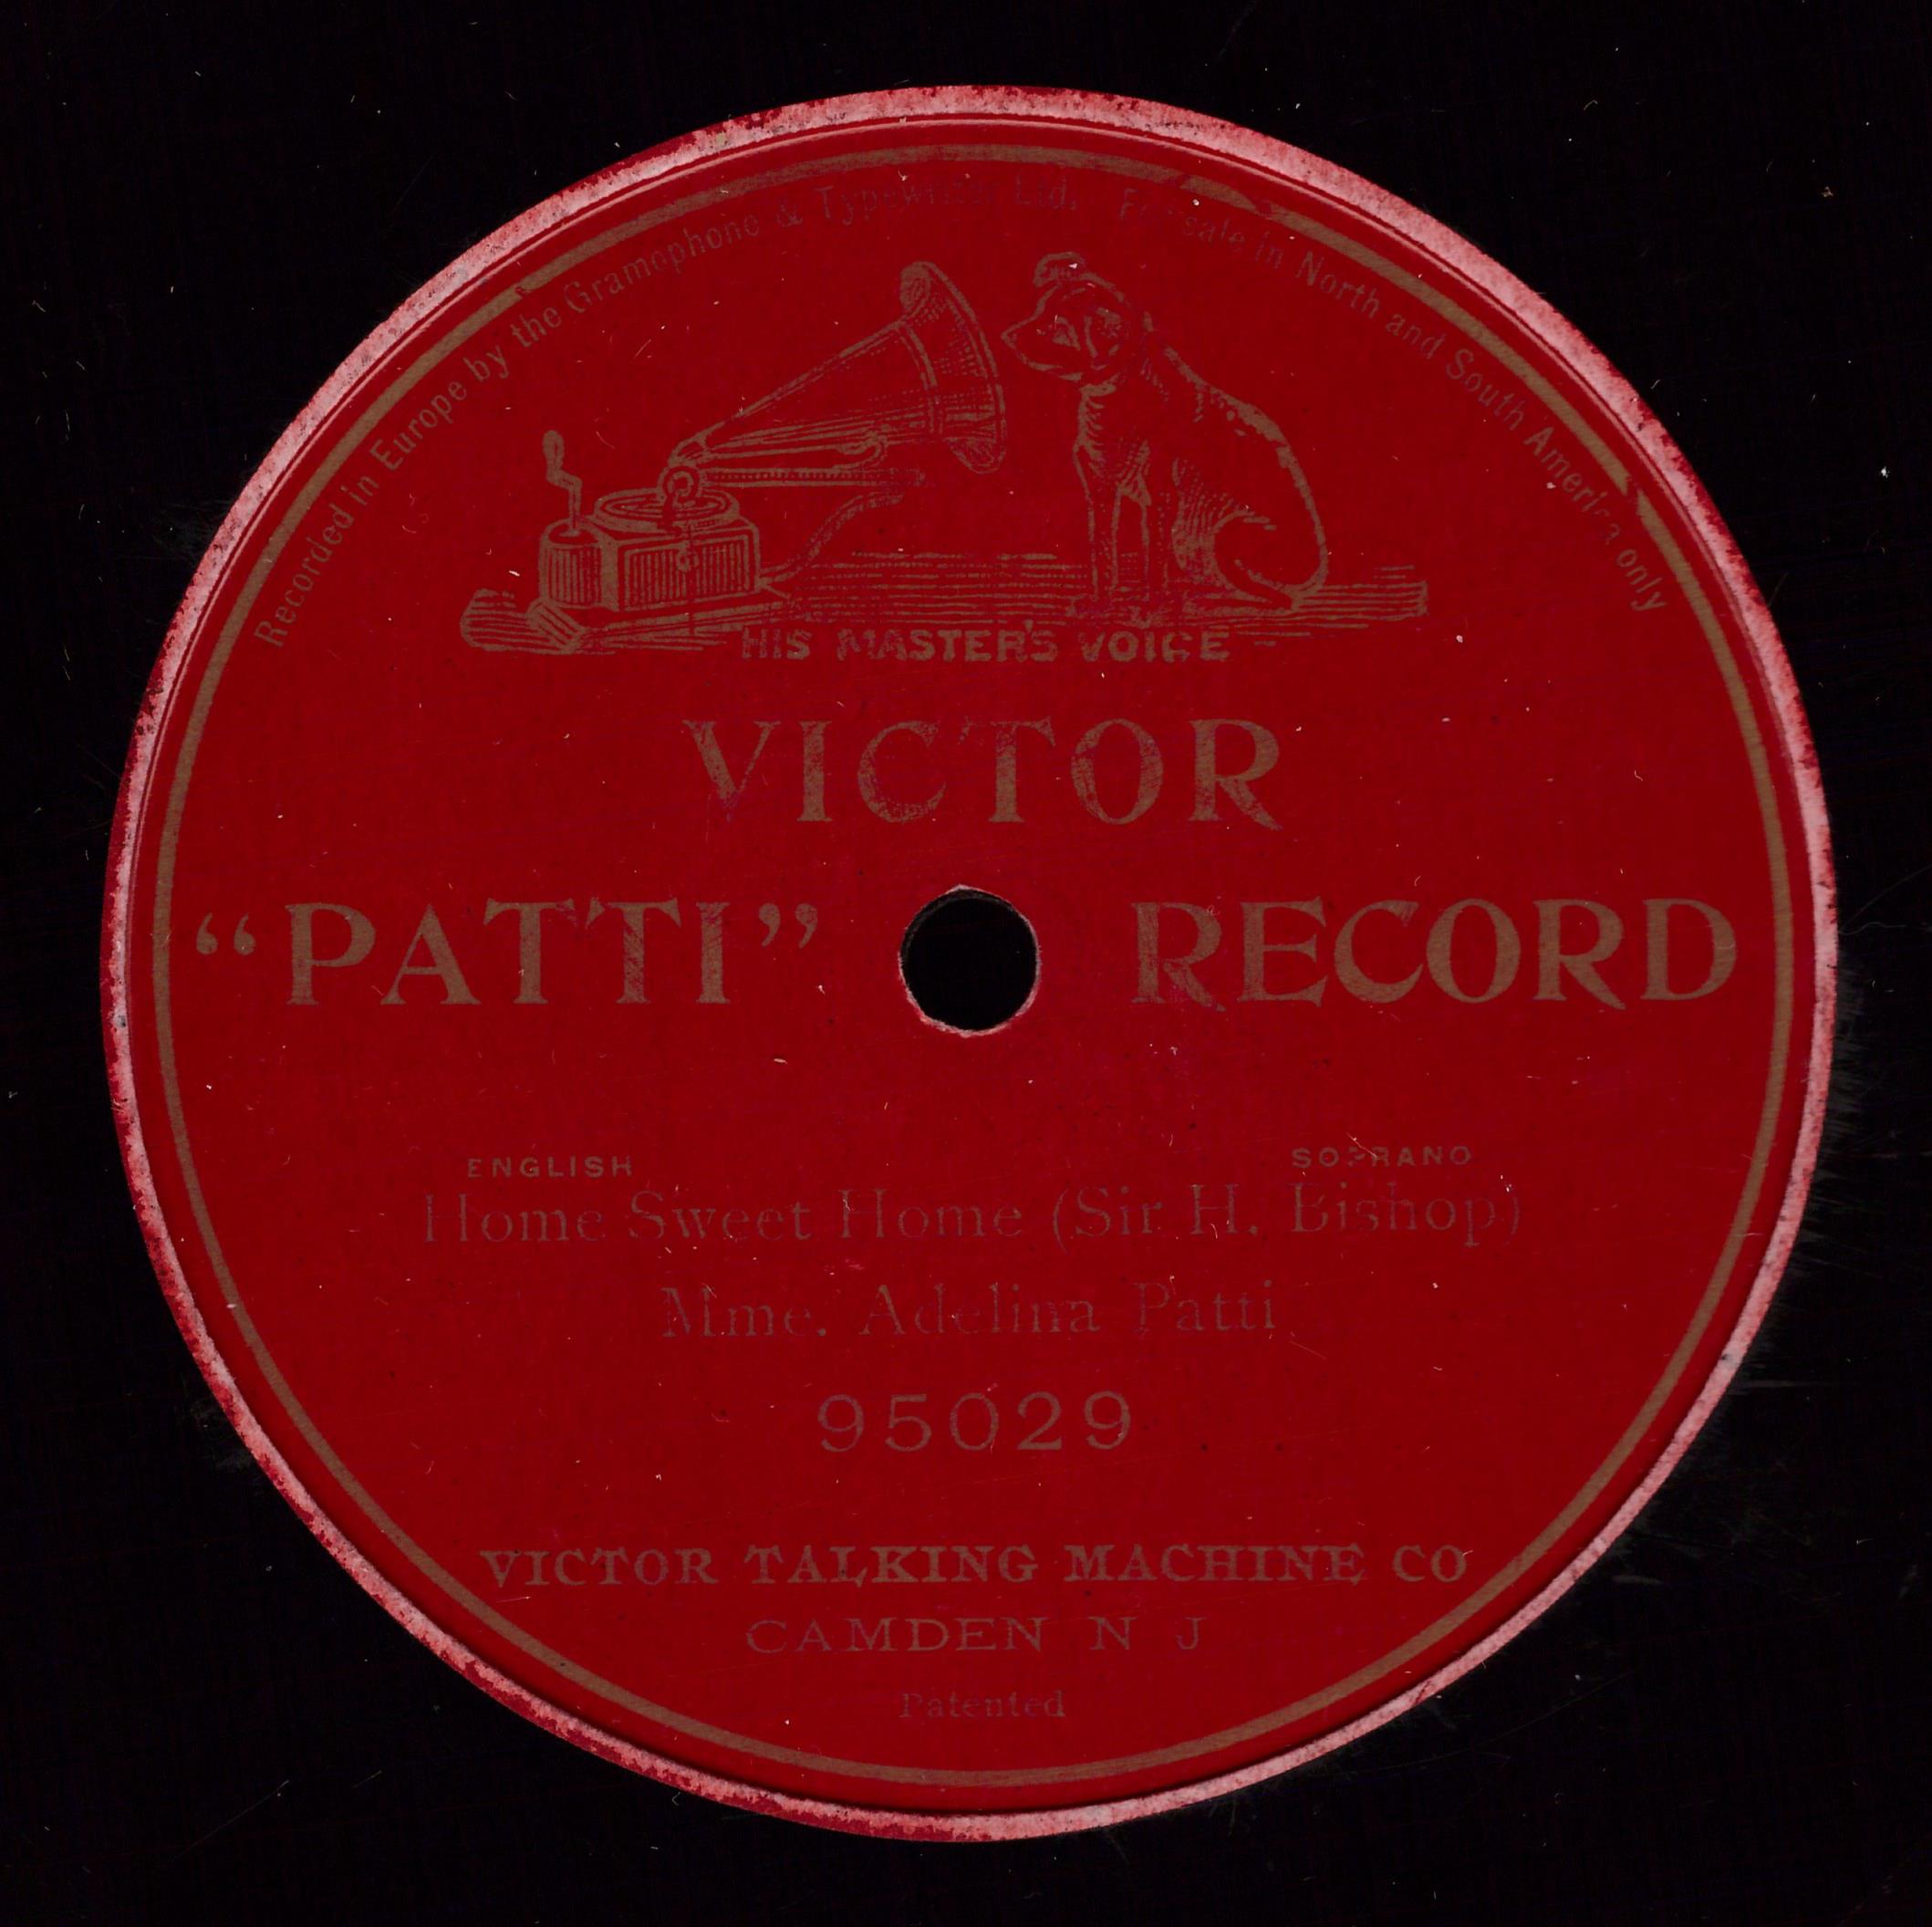 Recorded in Europe by the Gramophone & Typewriter Ltd. For sale in North and South America only
HIS MASTER'S VOICE
VICTOR
“PATTI” RECORD
ENGLISH SOPRANO
Home Sweet Home (Sir H. Bishop)
Mme. Adelina Patti
95029
VICTOR TALKING MACHINE CO
CAMDEN N J
Patented